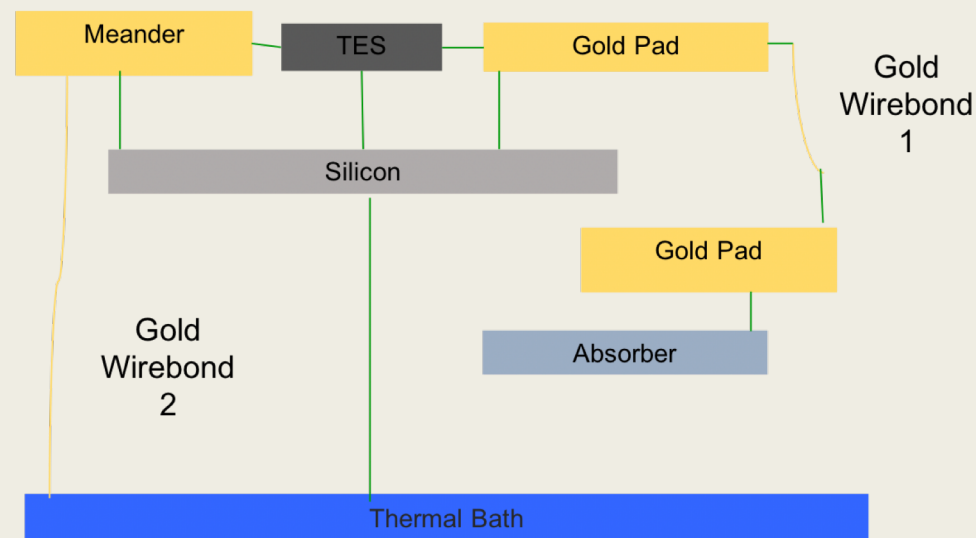 Meander
TES
Gold Pad
Gold
Wirebond
1
Silicon
Gold Pad
Gold
Wirebond
2
Absorber
Thermal Bath